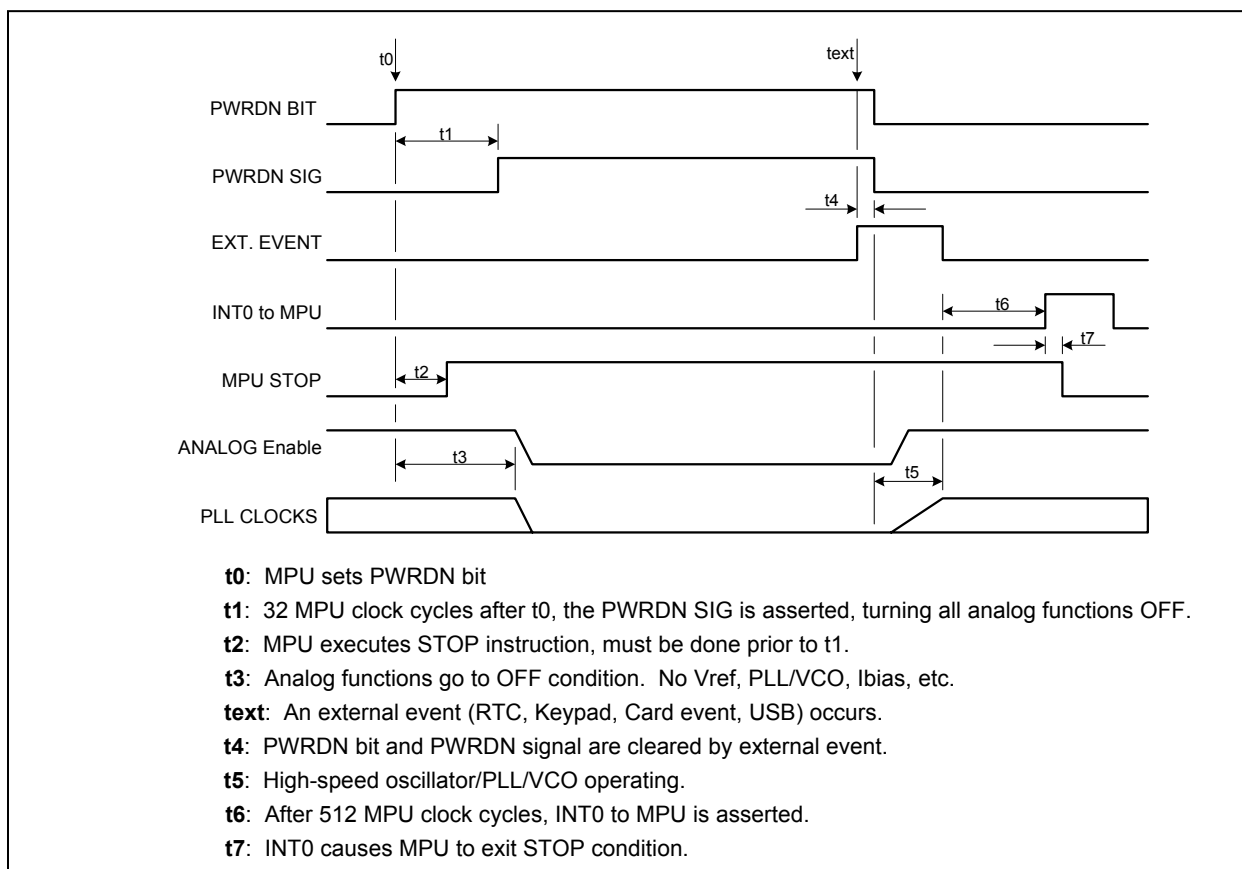 t0
text
PWRDN BIT
t1
PWRDN SIG
t4
EXT. EVENT
t6
INT0 to MPU
t7
MPU STOP
t2
ANALOG Enable
t3
t5
PLL CLOCKS
t0: MPU sets PWRDN bit
t1: 32 MPU clock cycles after t0, the PWRDN SIG is asserted, turning all analog functions OFF.
t2: MPU executes STOP instruction, must be done prior to t1.
t3: Analog functions go to OFF condition. No Vref, PLL/VCO, Ibias, etc.
text: An external event (RTC, Keypad, Card event, USB) occurs.
t4: PWRDN bit and PWRDN signal are cleared by external event.
t5: High-speed oscillator/PLL/VCO operating.
t6: After 512 MPU clock cycles, INT0 to MPU is asserted.
t7: INT0 causes MPU to exit STOP condition.